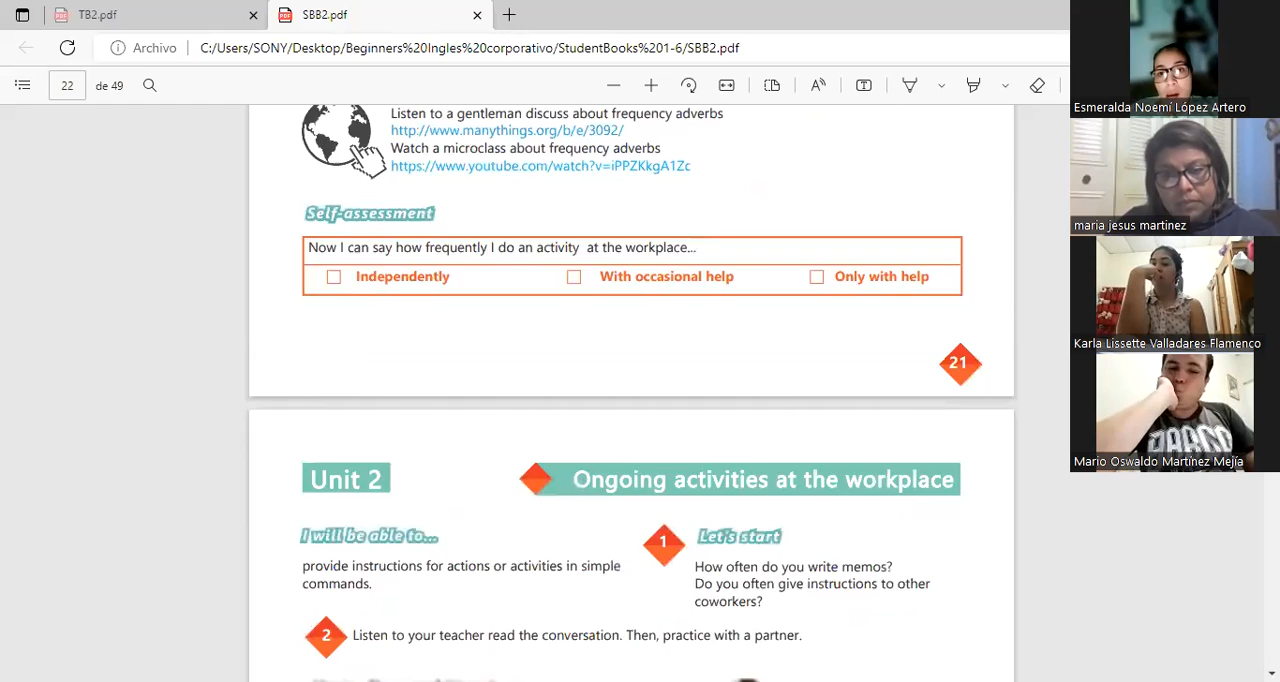 TB2.pdf
SBB2.pdf
Archivo
C:/Users/SONY/Desktop/Beginners%20Ingles%20corporativo/StudentBooks%201-6/SBB2.pdf
22
de 49
Listen to a gentleman discuss about frequency adverbs
http://www.manythings.org/b/e/3092/
Watch a microclass about frequency adverbs
https://www.youtube.com/watch?v=iPPZKkgA1Zc
Self-assessment
Now I can say how frequently I do an activity at the workplace...
Independently
With occasional help
Only with help
21
Unit 2
Ongoing activities at the workplace
I will be able to...
provide instructions for actions or activities in simple
commands.
1
Let's start
How often do you write memos?
Do you often give instructions to other
coworkers?
2
Listen to your teacher read the conversation. Then, practice with a partner.
Esmeralda Noemí López Artero
maria jesus martinez
Karla Lissette Valladares Flamenco
Mario Oswaldo Martínez Mejía